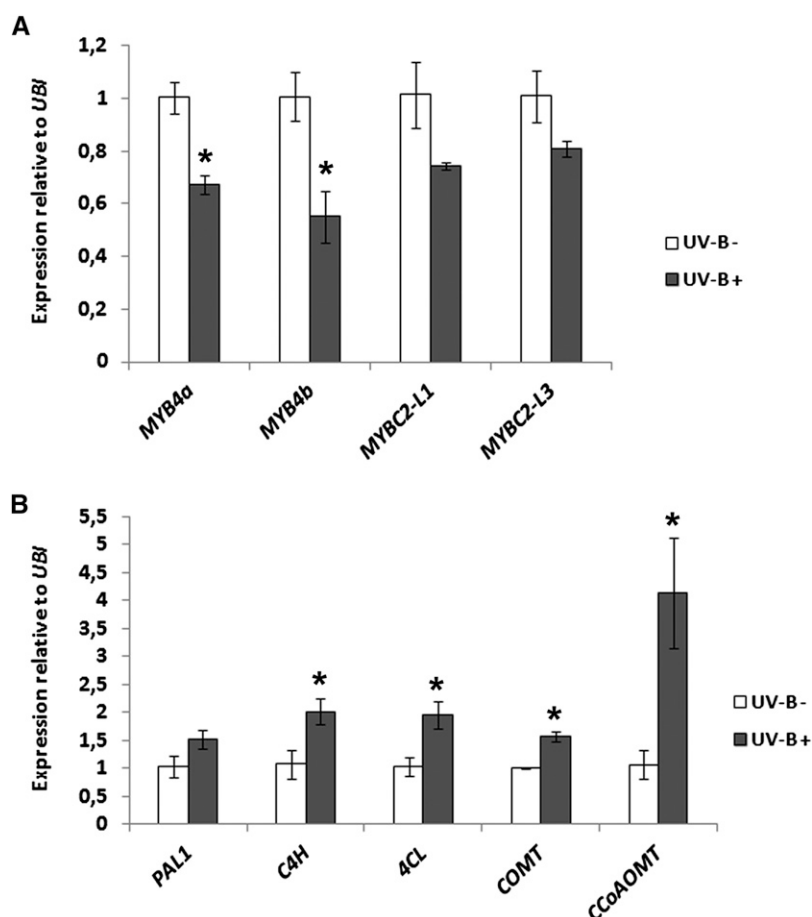 A
Expression relative to UBI
1,2
1
0,8
0,6
0,4
0,2
0
*
*
MYB4a
MYB4b
MYBC2-L1
MYBC2-L3
UV-B-
UV-B+
B
Expression relative to UBI
5,5
5
4,5
4
3,5
3
2,5
2
1,5
1
0,5
0
*
*
*
*
PAL1
C4H
4CL
COMT
CCoAOMT
UV-B-
UV-B+